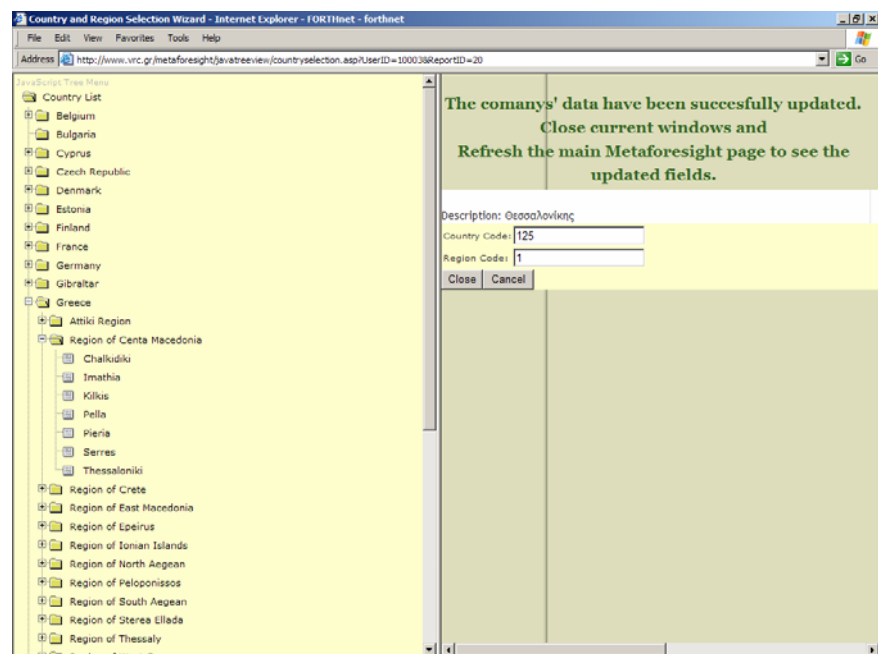 Country and Region Selection Wizard - Internet Explorer - FORTHnet - forthnet
File Edit View Favorites Tools Help
Address http://www.vrc.gr/metaforesight/javatreeview/countryselection.asp?UserID=10003&ReportID=20 Go
JavaScript Tree Menu
Country List
Belgium
Bulgaria
Cyprus
Czech Republic
Denmark
Estonia
Finland
France
Germany
Gibraltar
Greece
Attiki Region
Region of Centa Macedonia
Chalkidiki
Imathia
Kilkis
Pella
Pieria
Serres
Thessaloniki
Region of Crete
Region of East Macedonia
Region of Epeirus
Region of Ionian Islands
Region of North Aegean
Region of Peloponissos
Region of South Aegean
Region of Sterea Ellada
Region of Thessaly
The comanys' data have been succesfully updated.
Close current windows and
Refresh the main Metaforesight page to see the
updated fields.
Description: Θεσσαλονίκης
Country Code: 125
Region Code: 1
Close Cancel